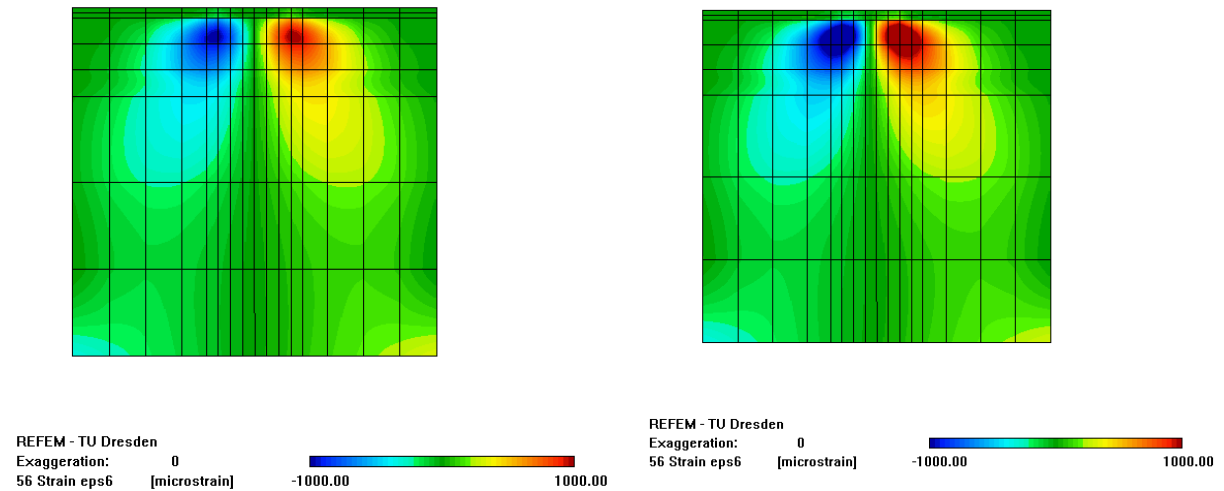 REFEM - TU Dresden
Exaggeration: 0
56 Strain eps6 [microstrain] -1000.00 1000.00
REFEM - TU Dresden
Exaggeration: 0
56 Strain eps6 [microstrain] -1000.00 1000.00